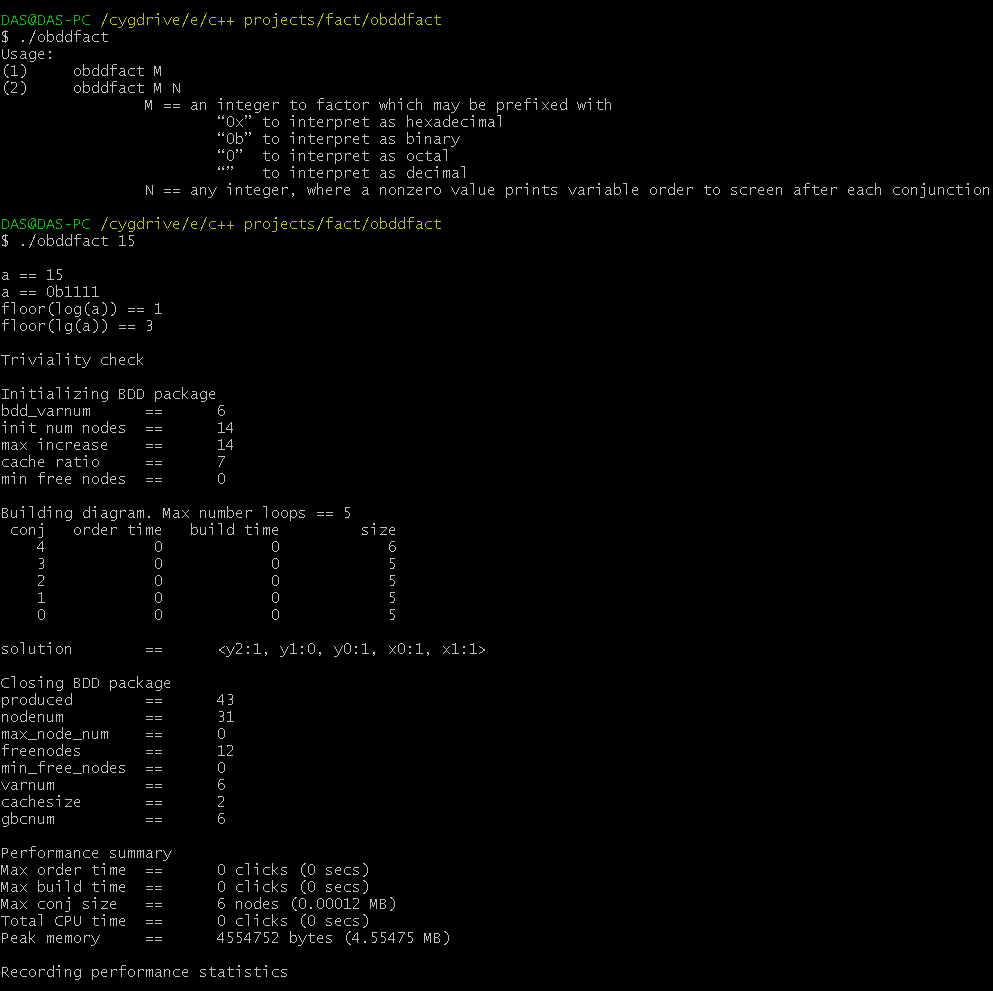 DAS@DAS-PC /cygdrive/e/c++ projects/fact/obddfact
$ ./obddfact
Usage:
(1)     obddfact M
(2)     obddfact M N
                M == an integer to factor which may be prefixed with
                        “0x” to interpret as hexadecimal
                        “0b” to interpret as binary
                        “0”  to interpret as octal
                        “”   to interpret as decimal
                N == any integer, where a nonzero value prints variable order to screen after each conjunction

DAS@DAS-PC /cygdrive/e/c++ projects/fact/obddfact
$ ./obddfact 15

a == 15
a == 0b1111
floor(log(a)) == 1
floor(lg(a)) == 3

Triviality check

Initializing BDD package
bdd_varnum      ==      6
init num nodes  ==      14
max increase    ==      14
cache ratio     ==      7
min free nodes  ==      0

Building diagram. Max number loops == 5
 conj   order time   build time         size
    4            0            0            6
    3            0            0            5
    2            0            0            5
    1            0            0            5
    0            0            0            5

solution        ==      <y2:1, y1:0, y0:1, x0:1, x1:1>

Closing BDD package
produced        ==      43
nodenum         ==      31
max_node_num    ==      0
freenodes       ==      12
min_free_nodes  ==      0
varnum          ==      6
cachesize       ==      2
gbcnum          ==      6

Performance summary
Max order time  ==      0 clicks (0 secs)
Max build time  ==      0 clicks (0 secs)
Max conj size   ==      6 nodes (0.00012 MB)
Total CPU time  ==      0 clicks (0 secs)
Peak memory     ==      4554752 bytes (4.55475 MB)

Recording performance statistics